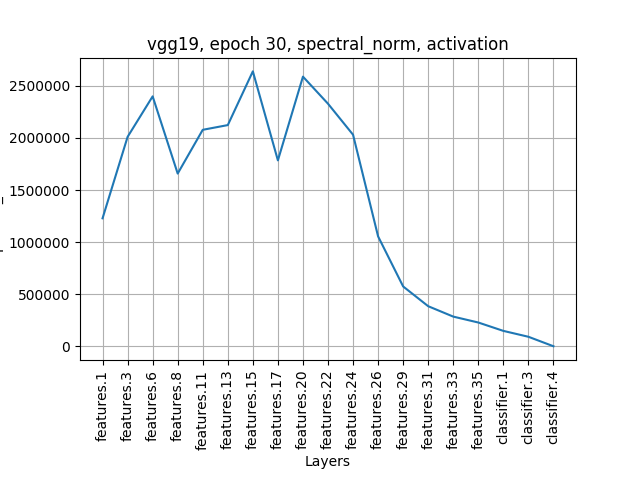 vgg19, epoch 30, spectral_norm, activation
2500000
2000000
1500000
1000000
500000
0
features.1
features.3
features.6
features.8
features.11
features.13
features.15
features.17
features.20
features.22
features.24
features.26
features.29
features.31
features.33
features.35
classifier.1
classifier.3
classifier.4
Layers